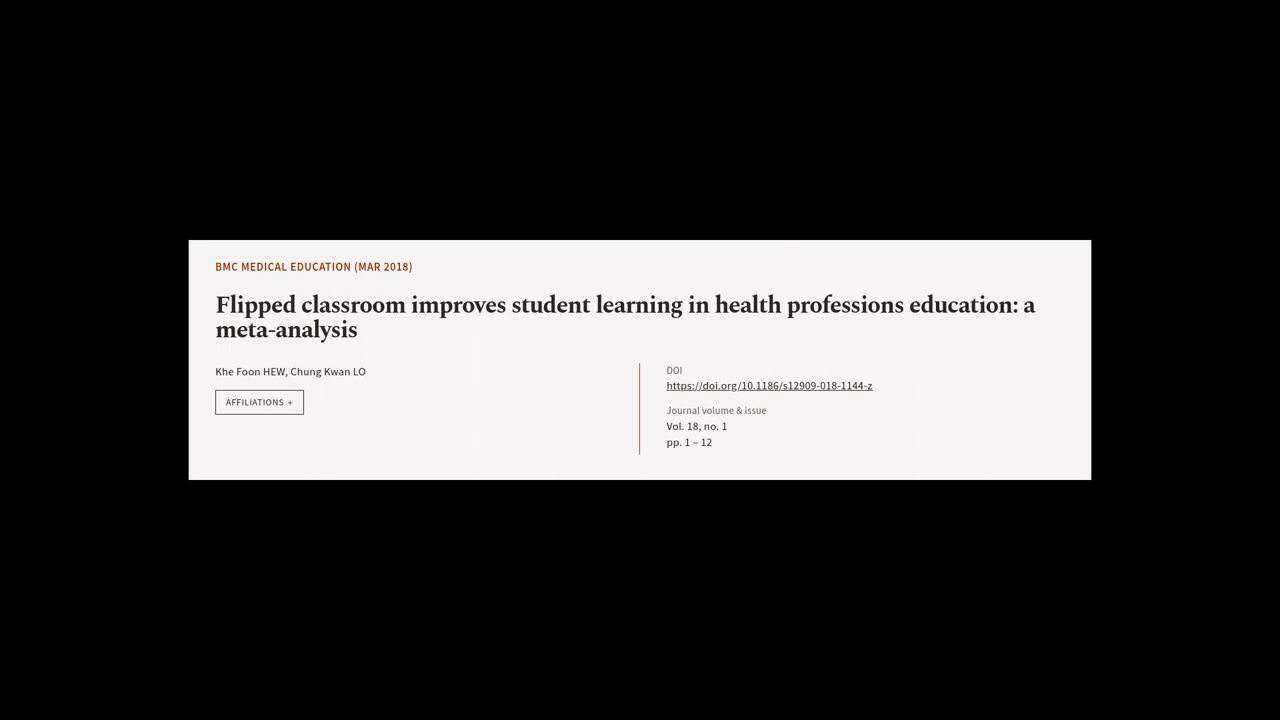 BMC MEDICAL EDUCATION (MAR 2018)
Flipped classroom improves student learning in health professions education: a
meta-analysis
Khe Foon HEW, Chung Kwan LO
AFFILIATIONS +
DOI
https://doi.org/10.1186/s12909-018-1144-z
Journal volume & issue
Vol. 18, no. 1
pp. 1 – 12